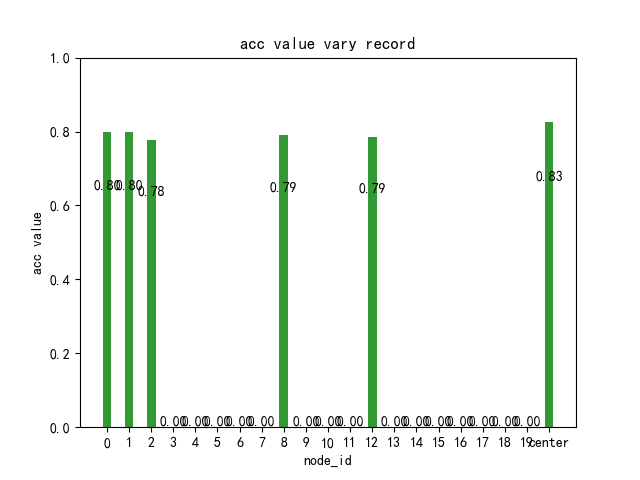 acc value vary record
acc value
1.0
0.8
0.6
0.4
0.2
0.0
0.80 0.80 0.78 0.00 0.00 0.00 0.00 0.00 0.79 0.00 0.00 0.00 0.79 0.00 0.00 0.00 0.00 0.00 0.00 0.00 0.83
0 1 2 3 4 5 6 7 8 9 10 11 12 13 14 15 16 17 18 19 center
node_id